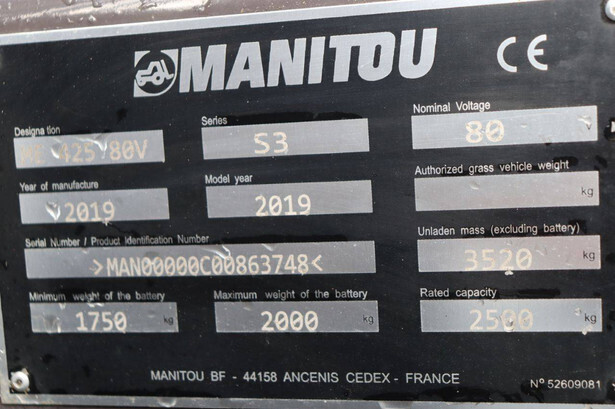 MANITOU CE
Designation Series Nominal Voltage
ME 425 80V S3 80
Year of manufacture Model year Authorized grass vehicle weight
2019 2019 kg
Serial Number / Product Identification Number Unladen mass (excluding battery)
>MAN00000C00863748< 3520 kg
Minimum weight of the battery Maximum weight of the battery Rated capacity
1750 kg 2000 kg 2500 kg
MANITOU BF - 44158 ANCENIS CEDEX - FRANCE
N° 52609081